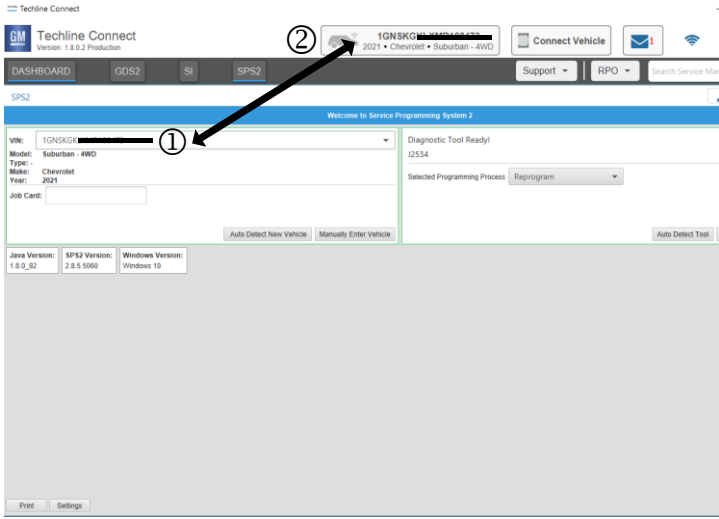 Techline Connect
GM
Techline Connect
Version: 1.8.0.2 Production
②
2021 • Chevrolet • Suburban - 4WD
Connect Vehicle
1
DASHBOARD
GDS2
SI
SPS2
Support
RPO
Search Service Mar
SPS2
Welcome to Service Programming System 2
VIN:
1GNSKGK
①
Model: Suburban - 4WD
Type: -
Make: Chevrolet
Year: 2021
Job Card:
Auto Detect New Vehicle
Manually Enter Vehicle
Diagnostic Tool Ready!
J2534
Selected Programming Process
Reprogram
Auto Detect Tool
Java Version:
1.8.0_92
SPS2 Version:
2.8.5.5060
Windows Version:
Windows 10
Print
Settings